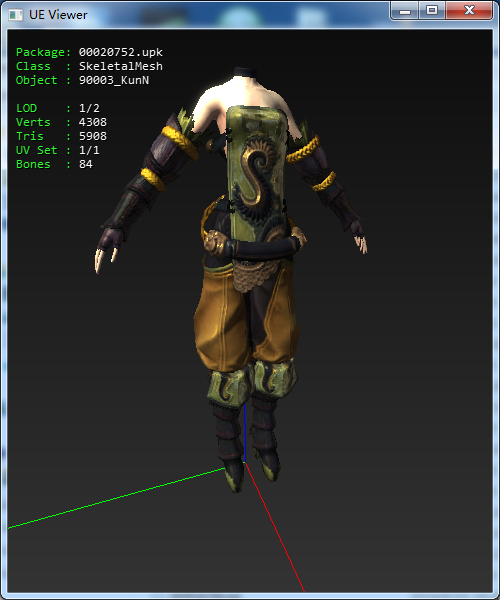 UE Viewer
Package: 00020752.upk
Class : SkeletalMesh
Object : 90003_KunN
LOD : 1/2
Verts : 4308
Tris : 5908
UV Set : 1/1
Bones : 84